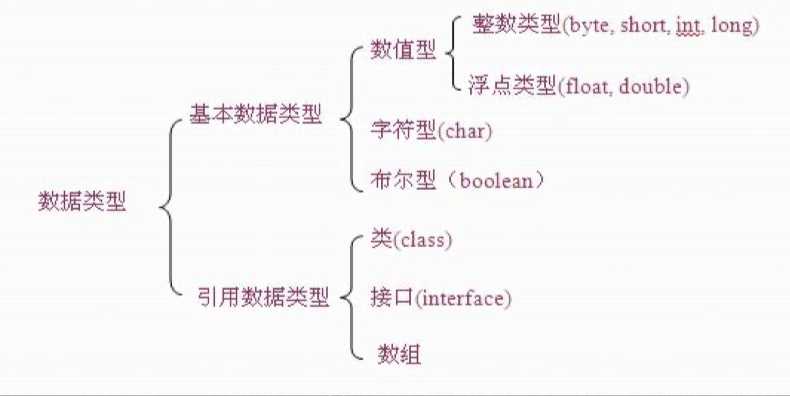 整数类型(byte, short, int, long)
数值型
浮点类型(float, double)
基本数据类型
字符型(char)
布尔型（boolean）
数据类型
类(class)
引用数据类型
接口(interface)
数组